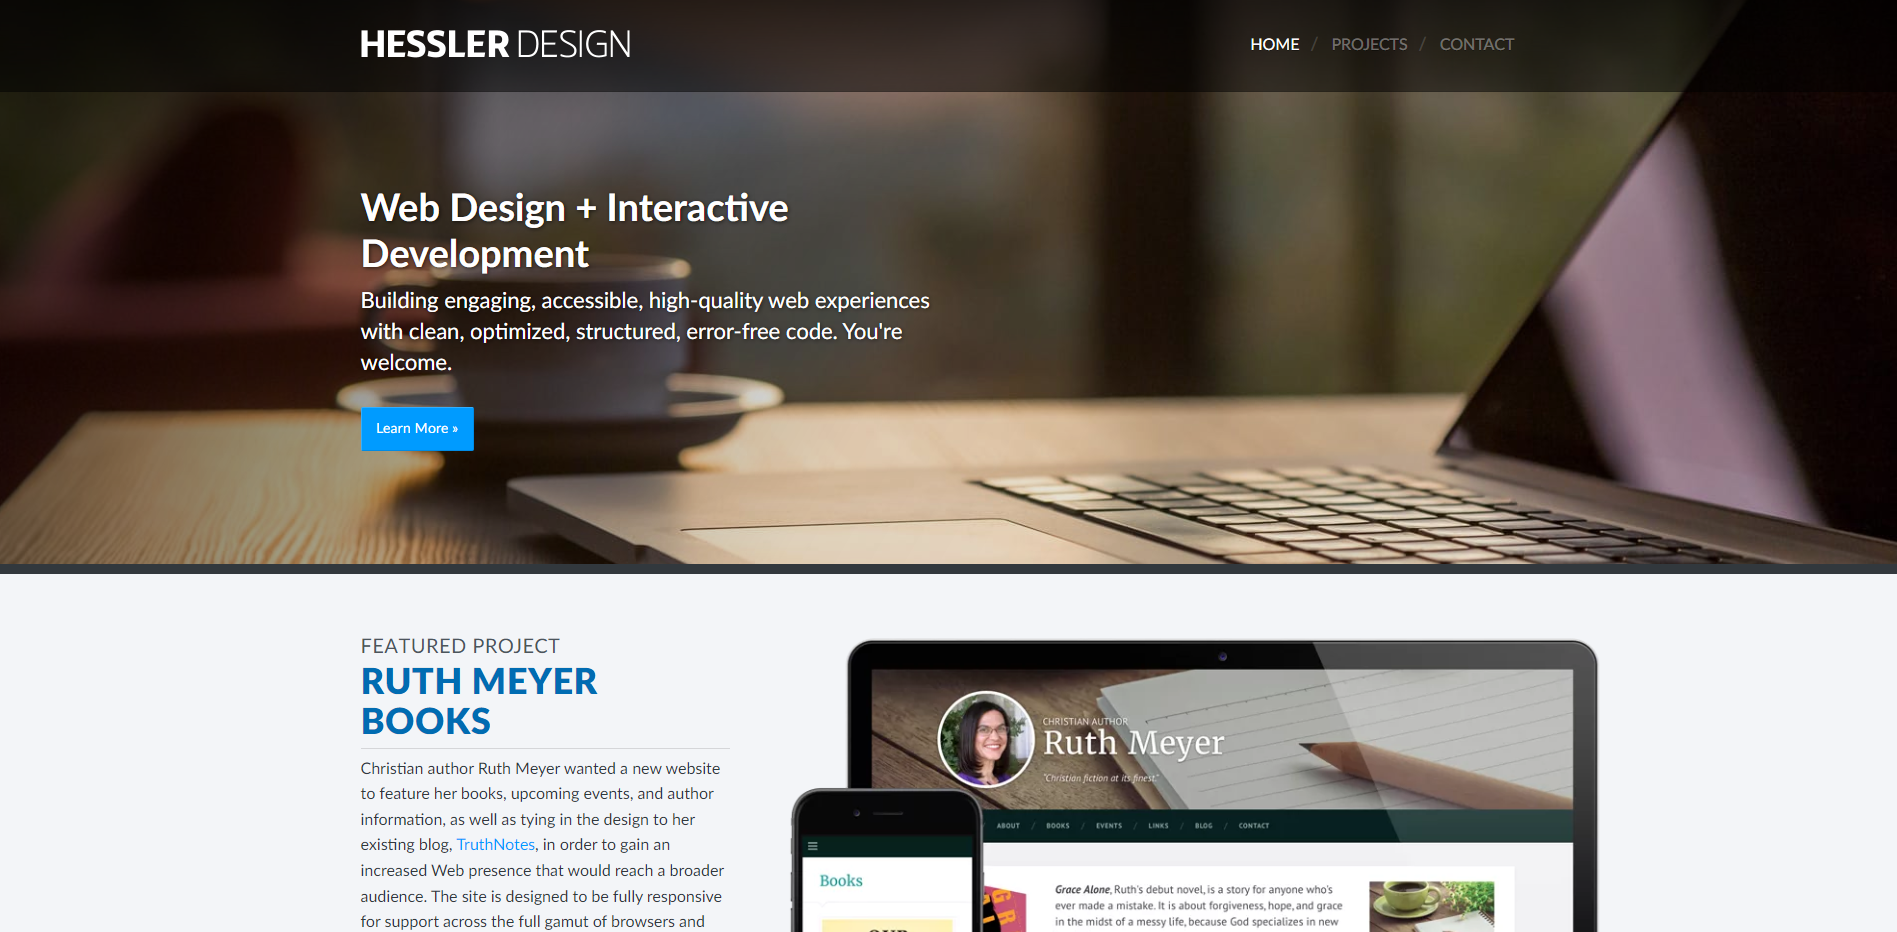 HESSLER DESIGN
HOME / PROJECTS / CONTACT
Web Design + Interactive
Development
Building engaging, accessible, high-quality web experiences
with clean, optimized, structured, error-free code. You're
welcome.
Learn More »
FEATURED PROJECT
RUTH MEYER
BOOKS
Christian author Ruth Meyer wanted a new website
to feature her books, upcoming events, and author
information, as well as tying in the design to her
existing blog, TruthNotes, in order to gain an
increased Web presence that would reach a broader
audience. The site is designed to be fully responsive
for support across the full gamut of browsers and
CHRISTIAN AUTHOR
Ruth Meyer
"Christian fiction at its finest."
/ ABOUT / BOOKS / EVENTS / LINKS / BLOG / CONTACT
Books
Grace Alone, Ruth's debut novel, is a story for anyone who's
ever made a mistake. It is about forgiveness, hope, and grace
in the midst of a messy life, because God specializes in new